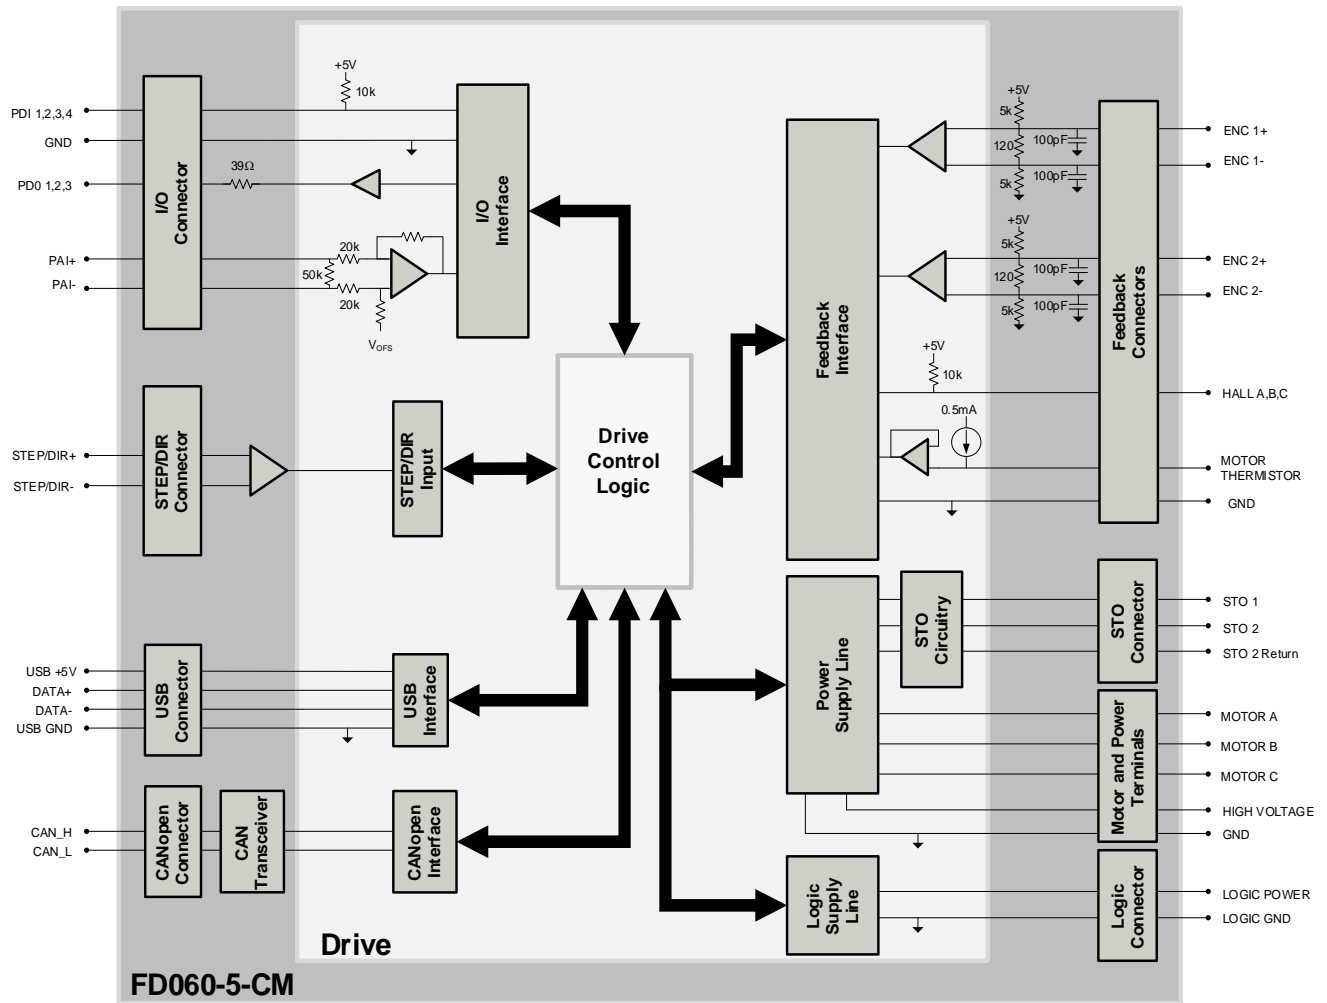 +5V
10k
PDI 1,2,3,4
GND
39Ω
PD0 1,2,3
PAI+
PAI-
20k
50k
20k
VOFS
I/O
Connector
I/O
Interface
STEP/DIR+
STEP/DIR-
STEP/DIR
Connector
STEP/DIR
Input
Drive
Control
Logic
USB +5V
DATA+
DATA-
USB GND
USB
Connector
USB
Interface
CAN_H
CAN_L
CANopen
Connector
CAN
Transceiver
CANopen
Interface
Feedback
Interface
+5V
5k
120
5k
100pF
100pF
+5V
5k
120
5k
100pF
100pF
+5V
10k
0.5mA
Feedback
Connectors
ENC 1+
ENC 1-
ENC 2+
ENC 2-
HALL A,B,C
MOTOR
THERMISTOR
GND
Power
Supply Line
STO
Circuitry
STO
Connector
STO 1
STO 2
STO 2 Return
Motor and Power
Terminals
MOTOR A
MOTOR B
MOTOR C
HIGH VOLTAGE
GND
Logic
Supply
Line
Logic
Connector
LOGIC POWER
LOGIC GND
Drive
FD060-5-CM